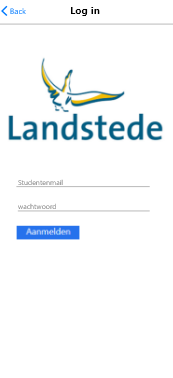 Back
Log in
Landstede
Studentenmail
wachtwoord
Aanmelden